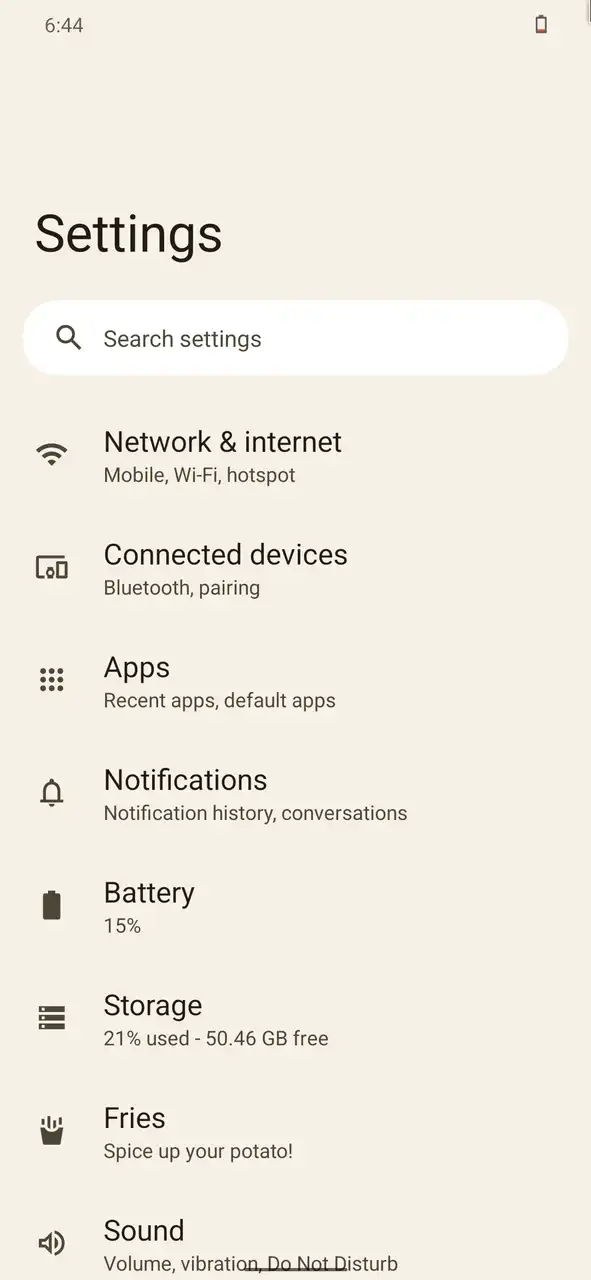 6:44
Settings
Search settings
Network & internet
Mobile, Wi-Fi, hotspot
Connected devices
Bluetooth, pairing
Apps
Recent apps, default apps
Notifications
Notification history, conversations
Battery
15%
Storage
21% used - 50.46 GB free
Fries
Spice up your potato!
Sound
Volume, vibration, Do Not Disturb